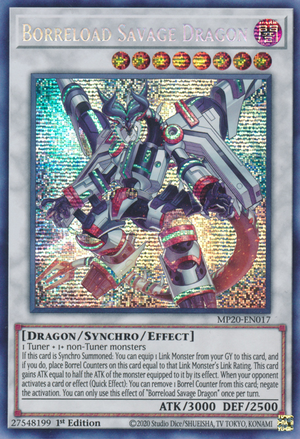 Borreload Savage Dragon
MP20-EN017
[Dragon/Synchro/Effect]
1 Tuner + 1+ non-Tuner monsters
If this card is Synchro Summoned: You can equip 1 Link Monster from your GY to this card, and
if you do, place Borrel Counters on this card equal to that Link Monster's Link Rating. This card
gains ATK equal to half the ATK of the monster equipped to it by its effect. When your opponent
activates a card or effect (Quick Effect): You can remove 1 Borrel Counter from this card; negate
the activation. You can only use this effect of "Borreload Savage Dragon" once per turn.
ATK/3000 DEF/2500
27548199 1st Edition ©2020 Studio Dice/SHUEISHA, TV TOKYO, KONAMI